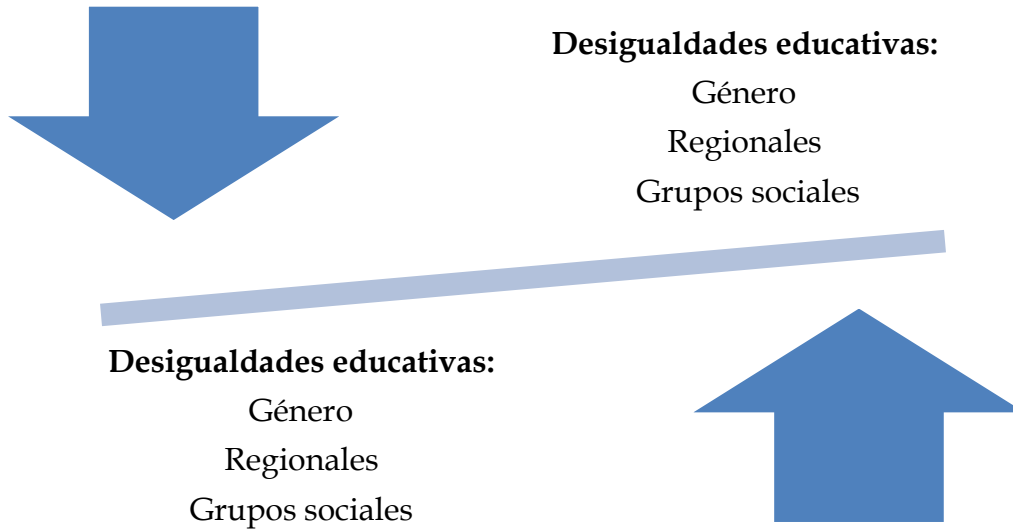 Desigualdades educativas:
Género
Regionales
Grupos sociales
Desigualdades educativas:
Género
Regionales
Grupos sociales